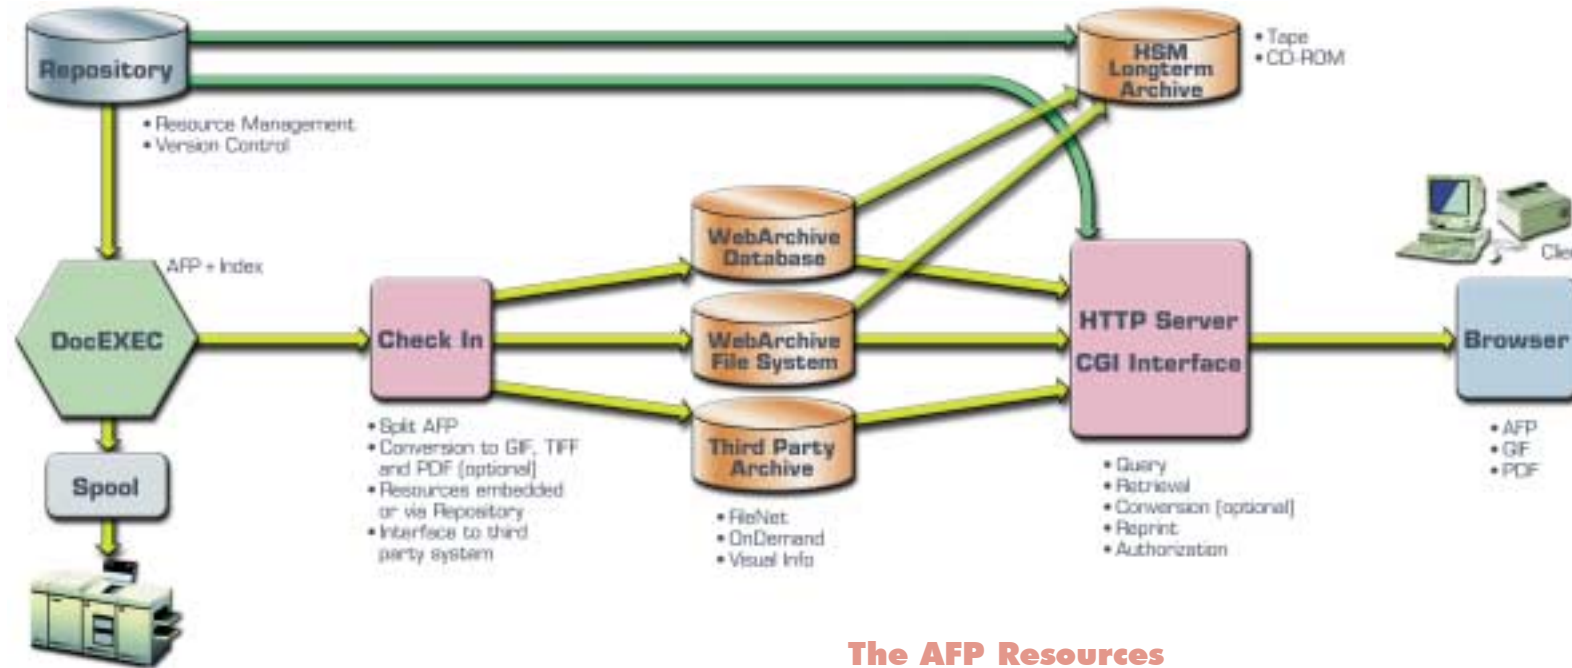 Repository
• Resource Management
• Version Control
HSM
Longterm
Archive
• Tape
• CD-ROM
AFP + Index
DocEXEC
Check In
• Split AFP
• Conversion to GIF, TIFF
and PDF (optional)
• Resources embedded
or via Repository
• Interface to third
party system
Spool
WebArchive
Database
WebArchive
File System
Third Party
Archive
• FileNet
• OnDemand
• Visual Info
HTTP Server
CGI Interface
• Query
• Retrieval
• Conversion (optional)
• Reprint
• Authorization
Browser
• AFP
• GIF
• PDF
The AFP Resources